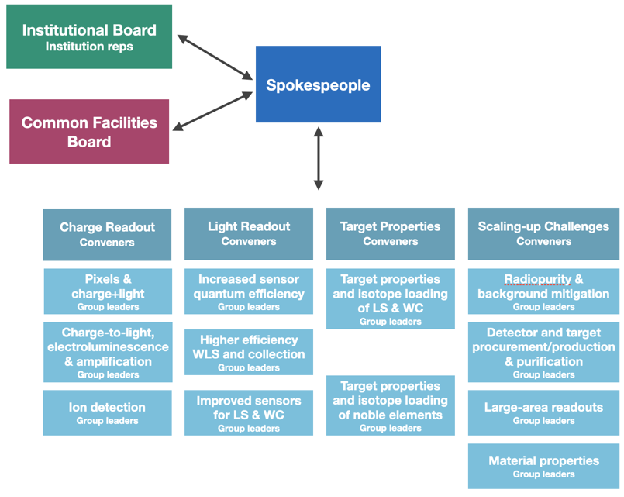 Institutional Board
Institution reps
Spokespeople
Common Facilities
Board
Charge Readout
Conveners
Light Readout
Conveners
Target Properties
Conveners
Scaling-up Challenges
Conveners
Pixels &
charge+light
Group leaders
Increased sensor
quantum efficiency
Group leaders
Target properties
and isotope loading
of LS & WC
Group leaders
Radiopurity &
background mitigation
Group leaders
Charge-to-light,
electroluminescence
& amplification
Group leaders
Higher efficiency
WLS and collection
Group leaders
Detector and target
procurement/production
& purification
Group leaders
Ion detection
Group leaders
Improved sensors
for LS & WC
Group leaders
Target properties
and isotope loading
of noble elements
Group leaders
Large-area readouts
Group leaders
Material properties
Group leaders